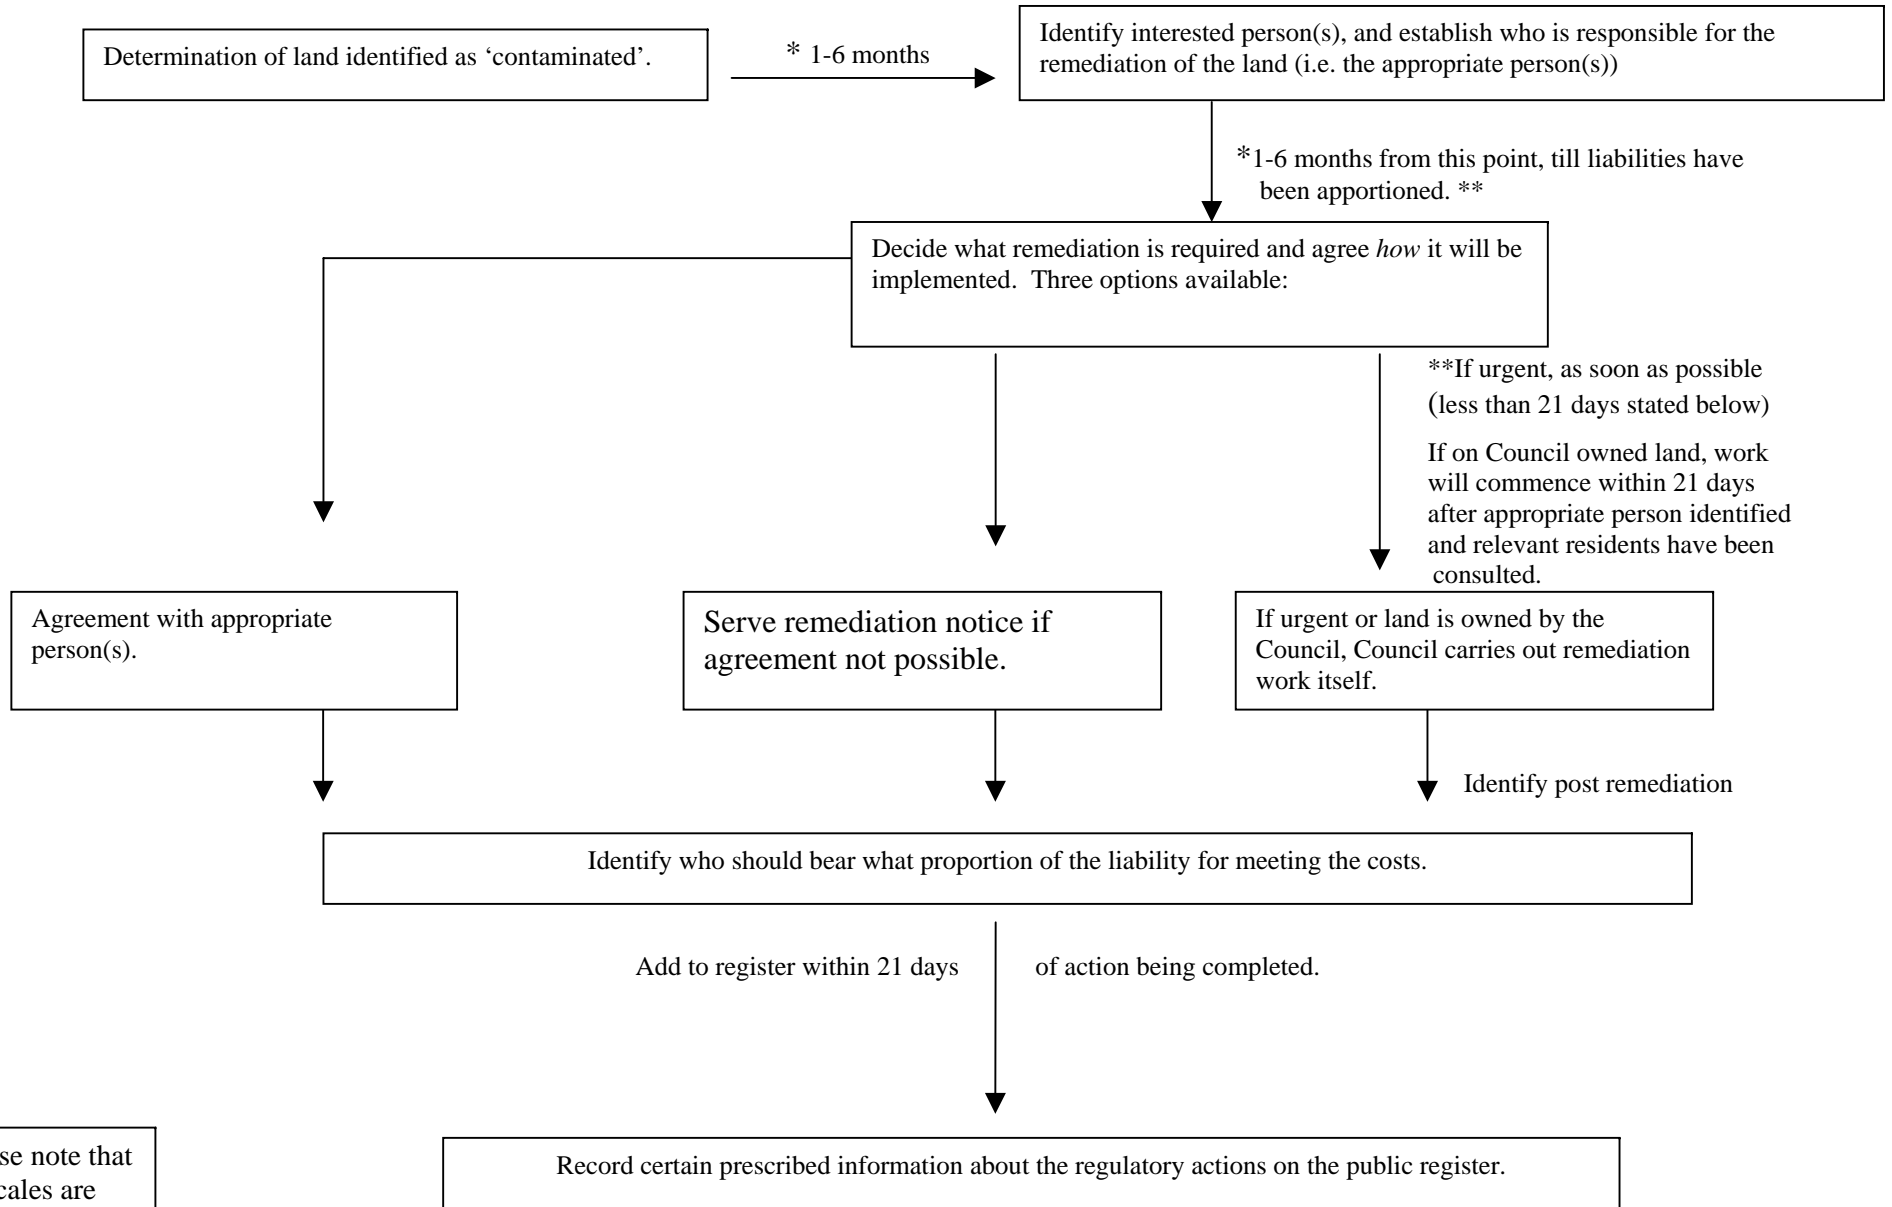 Determination of land identified as ‘contaminated’.
* 1-6 months
Identify interested person(s), and establish who is responsible for the
remediation of the land (i.e. the appropriate person(s))
*1-6 months from this point, till liabilities have
been apportioned. **
Decide what remediation is required and agree how it will be
implemented.  Three options available:
**If urgent, as soon as possible
(less than 21 days stated below)
If on Council owned land, work
will commence within 21 days
after appropriate person identified
and relevant residents have been
consulted.
Agreement with appropriate
person(s).
Serve remediation notice if
agreement not possible.
If urgent or land is owned by the
Council, Council carries out remediation
work itself.
Identify post remediation
Identify who should bear what proportion of the liability for meeting the costs.
Add to register within 21 days of action being completed.
note that
are
Record certain prescribed information about the regulatory actions on the public register.